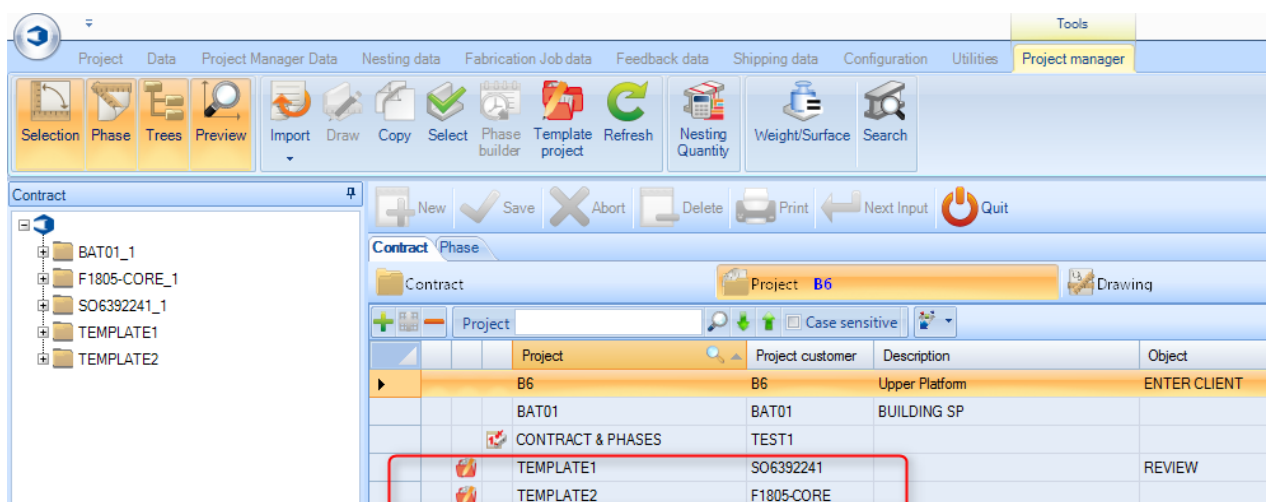 Tools
Project Data Project Manager Data Nesting data Fabrication Job data Feedback data Shipping data Configuration Utilities Project manager
Selection Phase Trees Preview Import Draw Copy Select Phase builder Template project Refresh Nesting Quantity Weight/Surface Search
Contract
New Save Abort Delete Print Next Input Quit
BAT01_1
F1805-CORE_1
SO6392241_1
TEMPLATE1
TEMPLATE2
Contract Phase
Contract Project B6 Drawing
Project Case sensitive
Project Project customer Description Object
B6 B6 Upper Platform ENTER CLIENT
BAT01 BAT01 BUILDING SP
CONTRACT & PHASES TEST1
TEMPLATE1 SO6392241 REVIEW
TEMPLATE2 F1805-CORE